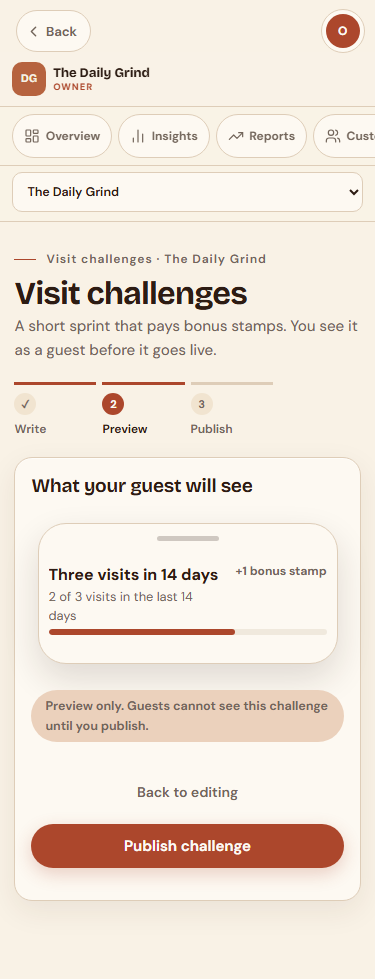 Back
O
DG
The Daily Grind
OWNER
Overview
Insights
Reports
Custo
The Daily Grind
Visit challenges · The Daily Grind
Visit challenges
A short sprint that pays bonus stamps. You see it
as a guest before it goes live.
✓
2
3
Write
Preview
Publish
What your guest will see
Three visits in 14 days
+1 bonus stamp
2 of 3 visits in the last 14
days
Preview only. Guests cannot see this challenge
until you publish.
Back to editing
Publish challenge